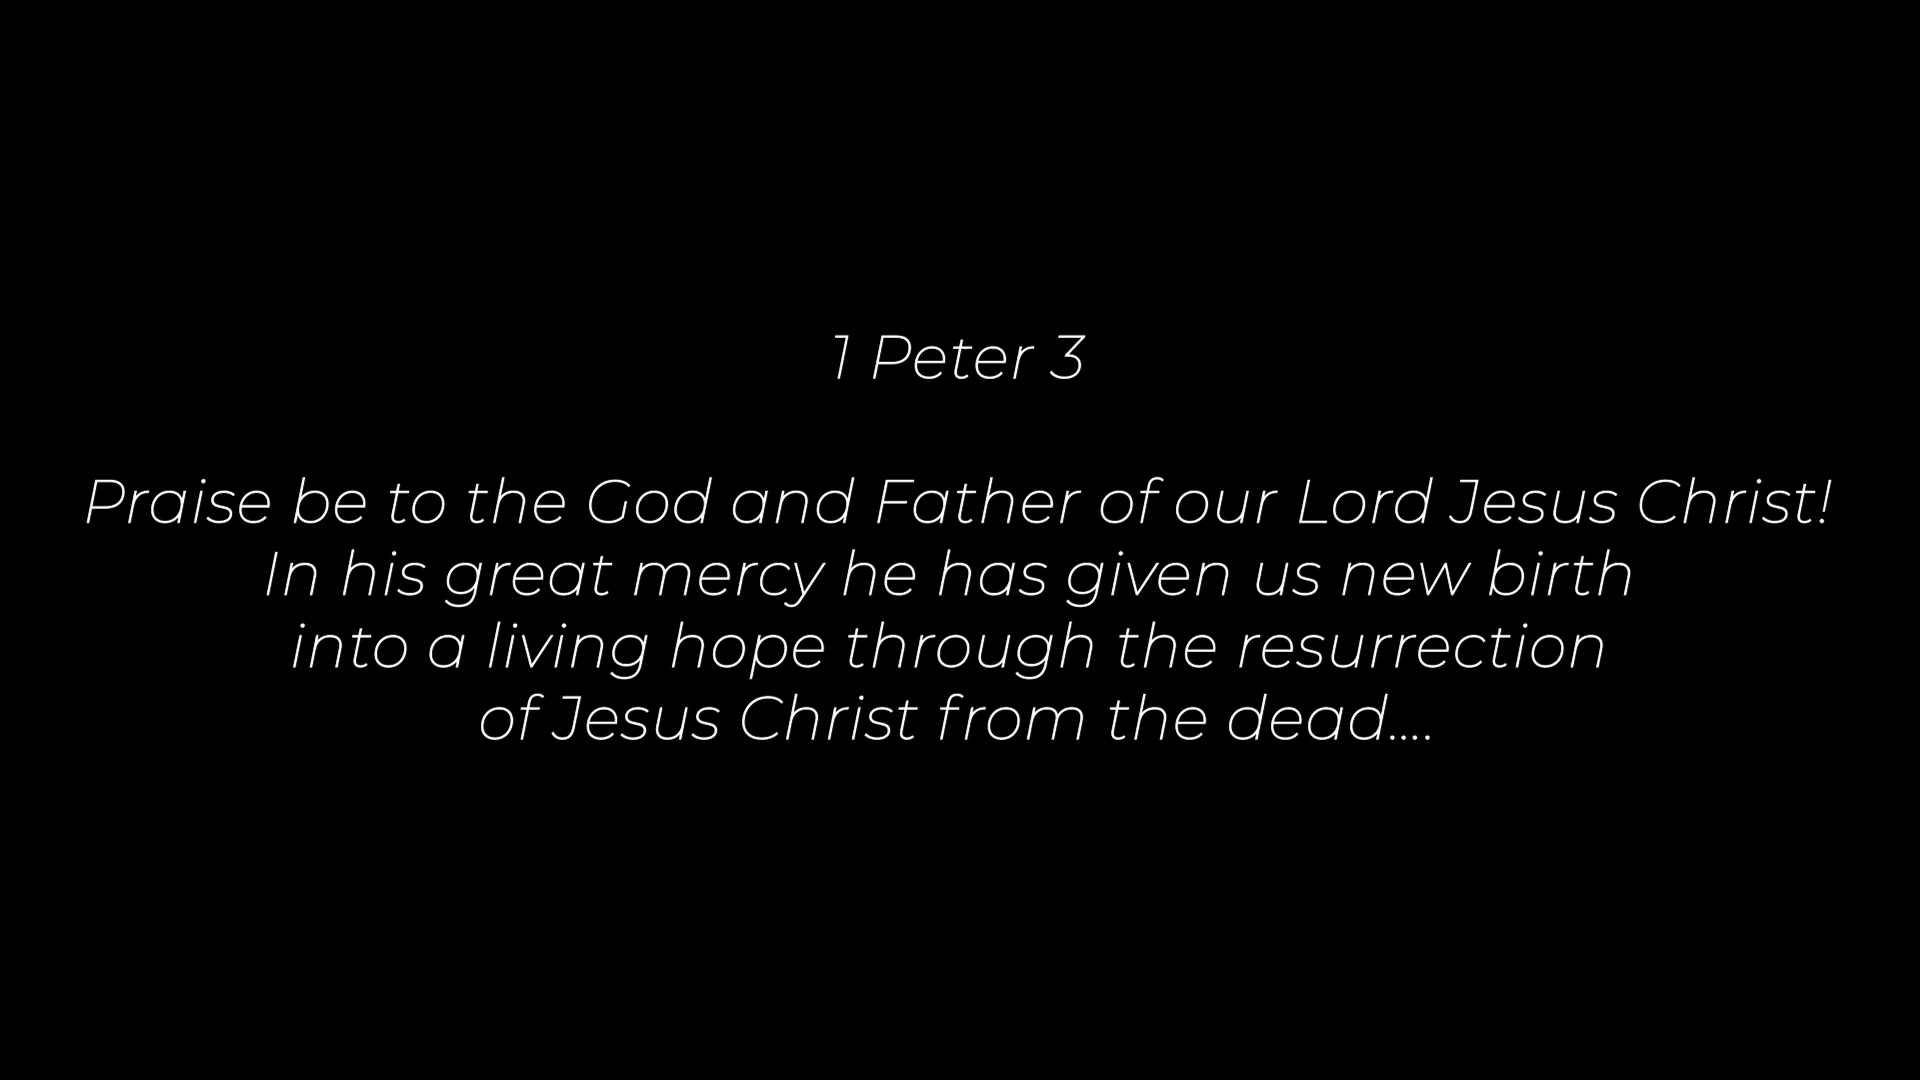 1 Peter 3
Praise be to the God and Father of our Lord Jesus Christ!
In his great mercy he has given us new birth
into a living hope through the resurrection
of Jesus Christ from the dead....